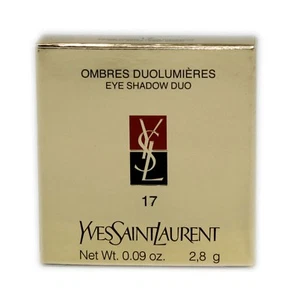 OMBRES DUOLUMIÈRES
EYE SHADOW DUO
YSL
17
YVESSAINTLAURENT
Net Wt. 0.09 oz. 2,8 g